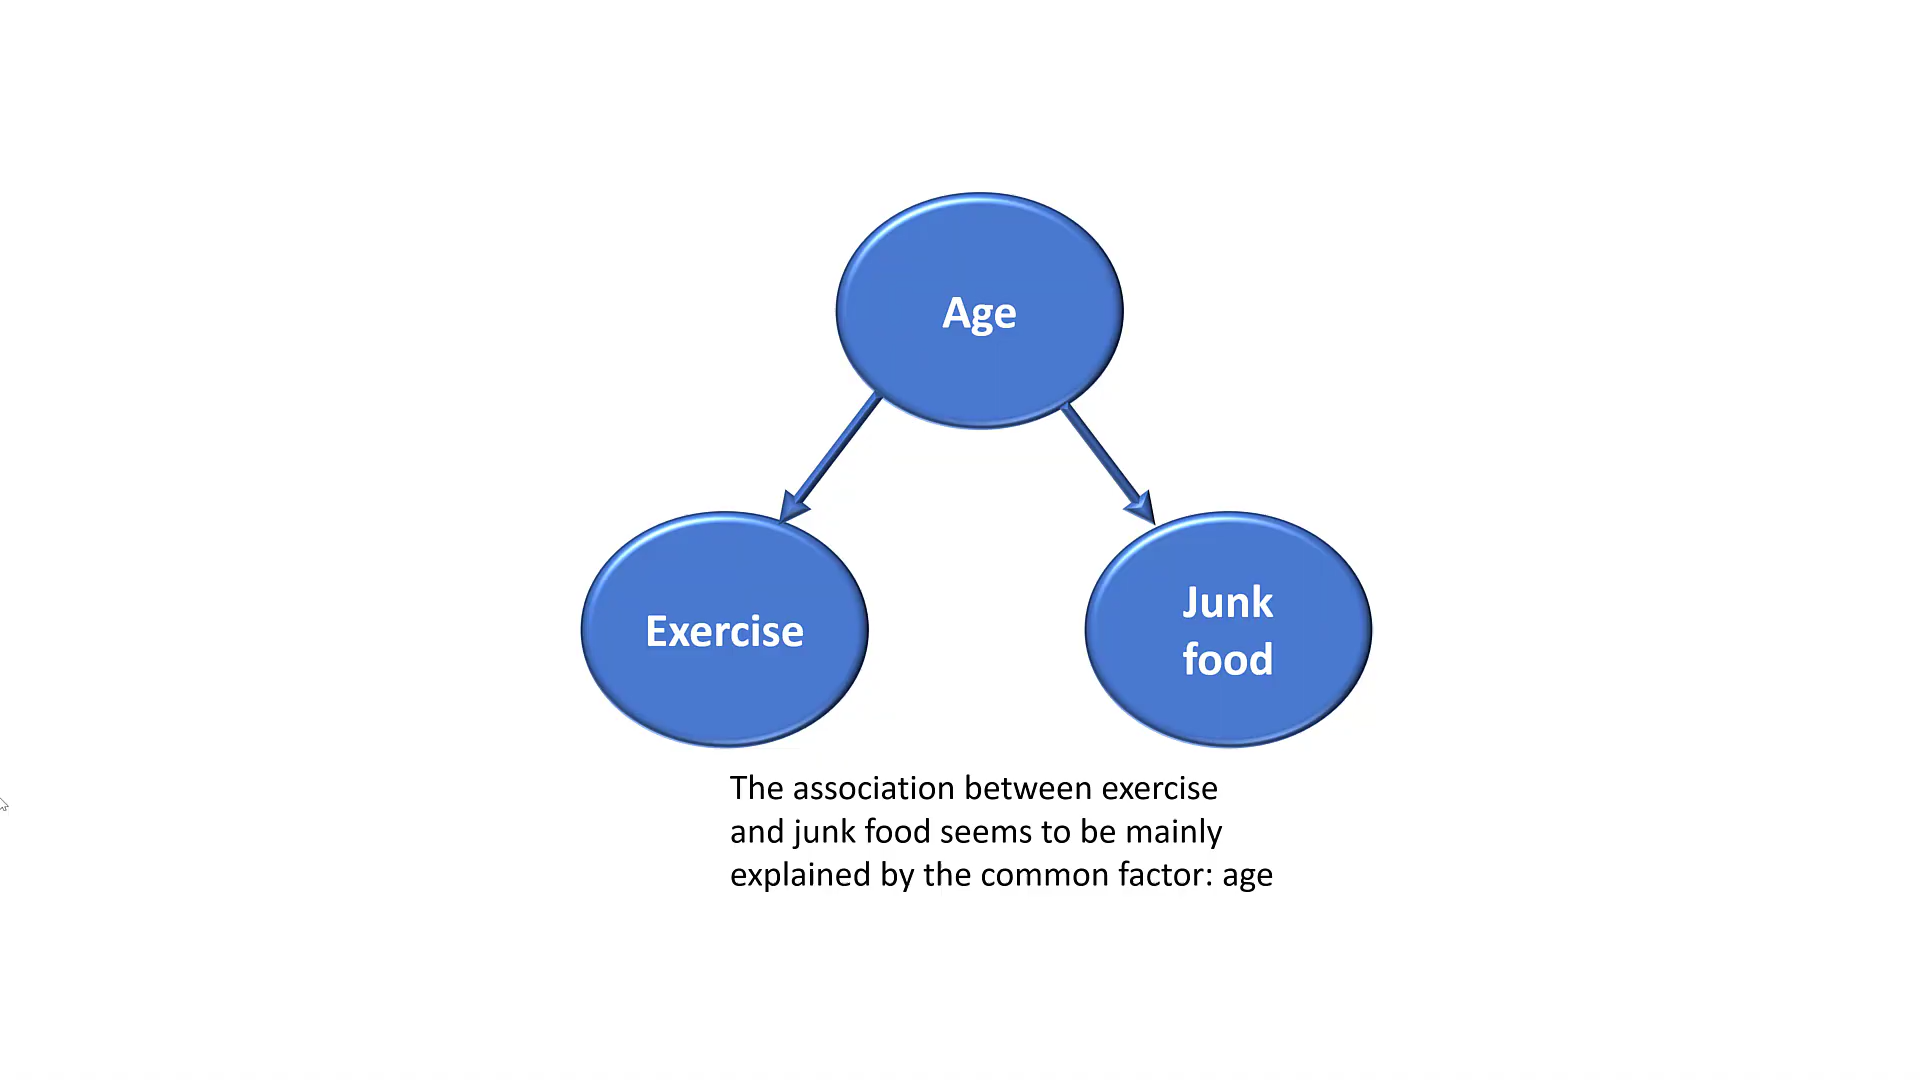 Age
Exercise
Junk
food
The association between exercise
and junk food seems to be mainly
explained by the common factor: age